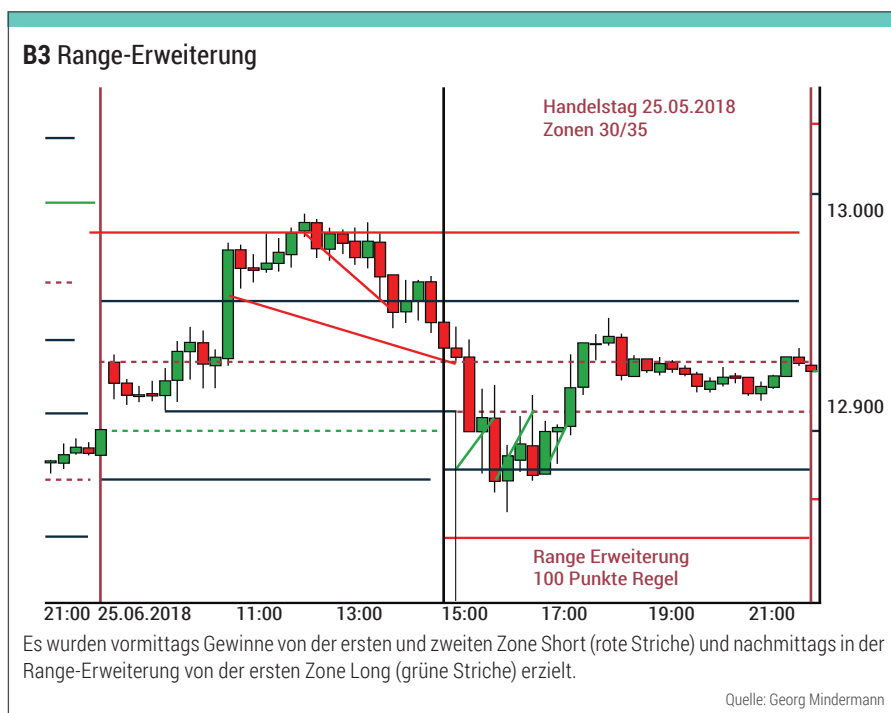 B3 Range-Erweiterung
Handelstag 25.05.2018
Zonen 30/35
13.000
12.900
Range Erweiterung
100 Punkte Regel
21:00 25.06.2018 11:00 13:00 15:00 17:00 19:00 21:00
Es wurden vormittags Gewinne von der ersten und zweiten Zone Short (rote Striche) und nachmittags in der
Range-Erweiterung von der ersten Zone Long (grüne Striche) erzielt.
Quelle: Georg Mindermann